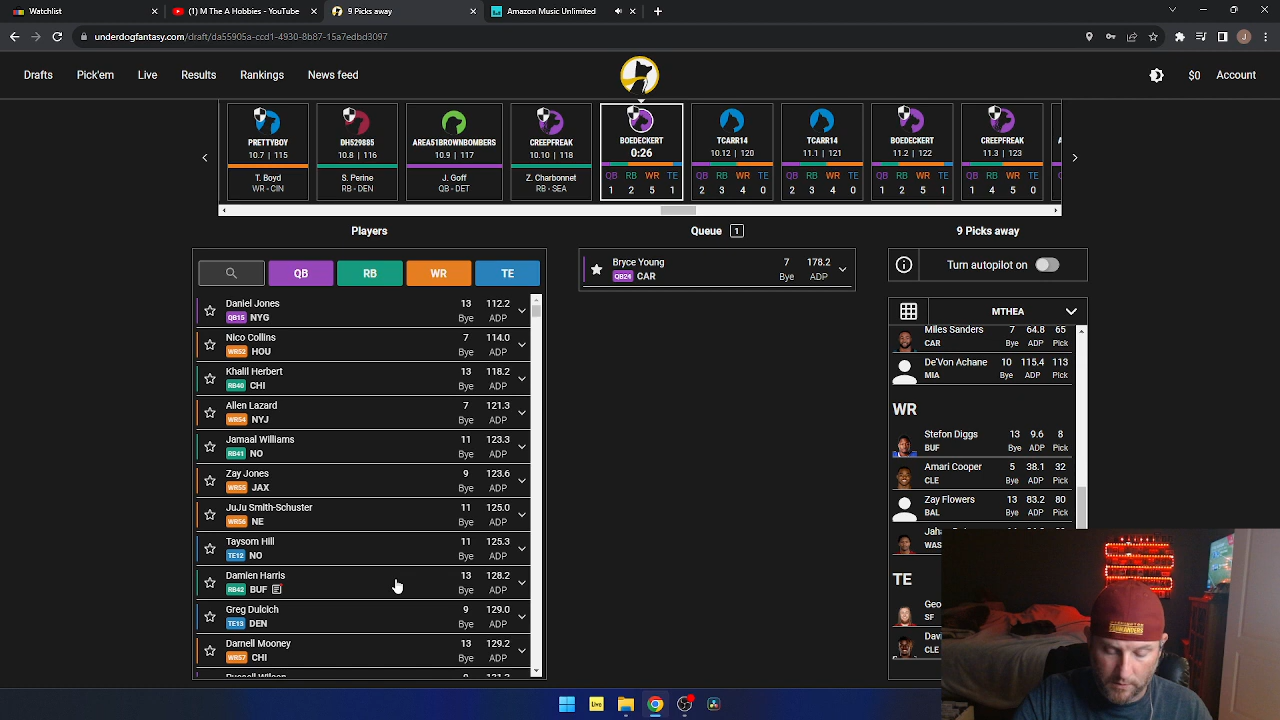 Watchlist
(1) M The A Hobbies - YouTube
9 Picks away
Amazon Music Unlimited
underdogfantasy.com/draft/da55905a-ccd1-4930-8b87-15a7edbd3097
J
Drafts
Pick'em
Live
Results
Rankings
News feed
$0
Account
PRETTYBOY
10.7 | 115
T. Boyd
WR - CIN
DH529885
10.8 | 116
S. Perine
RB - DEN
AREA51BROWNBOMBERS
10.9 | 117
J. Goff
QB - DET
CREEPFREAK
10.10 | 118
Z. Charbonnet
RB - SEA
BOEDECKERT
0:26
QB RB WR TE
1 2 5 1
TCARR14
10.12 | 120
QB RB WR TE
2 3 4 0
TCARR14
11.1 | 121
QB RB WR TE
2 3 4 0
BOEDECKERT
11.2 | 122
QB RB WR TE
1 2 5 1
CREEPFREAK
11.3 | 123
QB RB WR TE
1 4 5 0
Players
QB
RB
WR
TE
Daniel Jones 13 112.2
QB15 NYG Bye ADP
Nico Collins 7 114.0
WR52 HOU Bye ADP
Khalil Herbert 13 118.2
RB40 CHI Bye ADP
Allen Lazard 7 121.3
WR54 NYJ Bye ADP
Jamaal Williams 11 123.3
RB41 NO Bye ADP
Zay Jones 9 123.6
WR55 JAX Bye ADP
JuJu Smith-Schuster 11 125.0
WR56 NE Bye ADP
Taysom Hill 11 125.3
TE12 NO Bye ADP
Damien Harris 13 128.2
RB42 BUF Bye ADP
Greg Dulcich 9 129.0
TE13 DEN Bye ADP
Darnell Mooney 13 129.2
WR57 CHI Bye ADP
Queue 1
Bryce Young 7 178.2
QB24 CAR Bye ADP
9 Picks away
Turn autopilot on
MTHEA
Miles Sanders 7 64.8 65
CAR Bye ADP Pick
De'Von Achane 10 115.4 113
MIA Bye ADP Pick
WR
Stefon Diggs 13 9.6 8
BUF Bye ADP Pick
Amari Cooper 5 38.1 32
CLE Bye ADP Pick
Zay Flowers 13 83.2 80
BAL Bye ADP Pick
WAS
TE
SF
CLE
Live